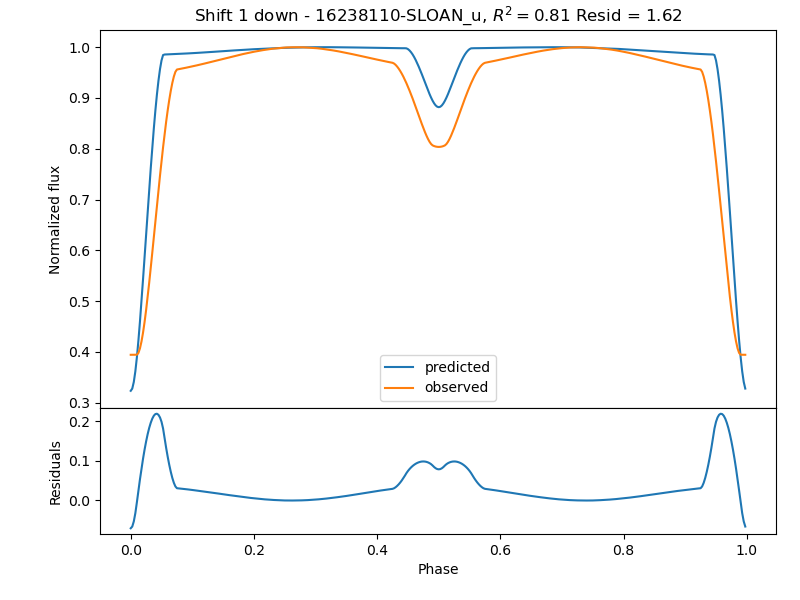 Shift 1 down - 16238110-SLOAN_u, R² = 0.81 Resid = 1.62
1.0
0.9
0.8
0.7
0.6
0.5
0.4
0.3
Normalized flux
predicted
observed
0.2
0.1
0.0
Residuals
0.0 0.2 0.4 0.6 0.8 1.0
Phase